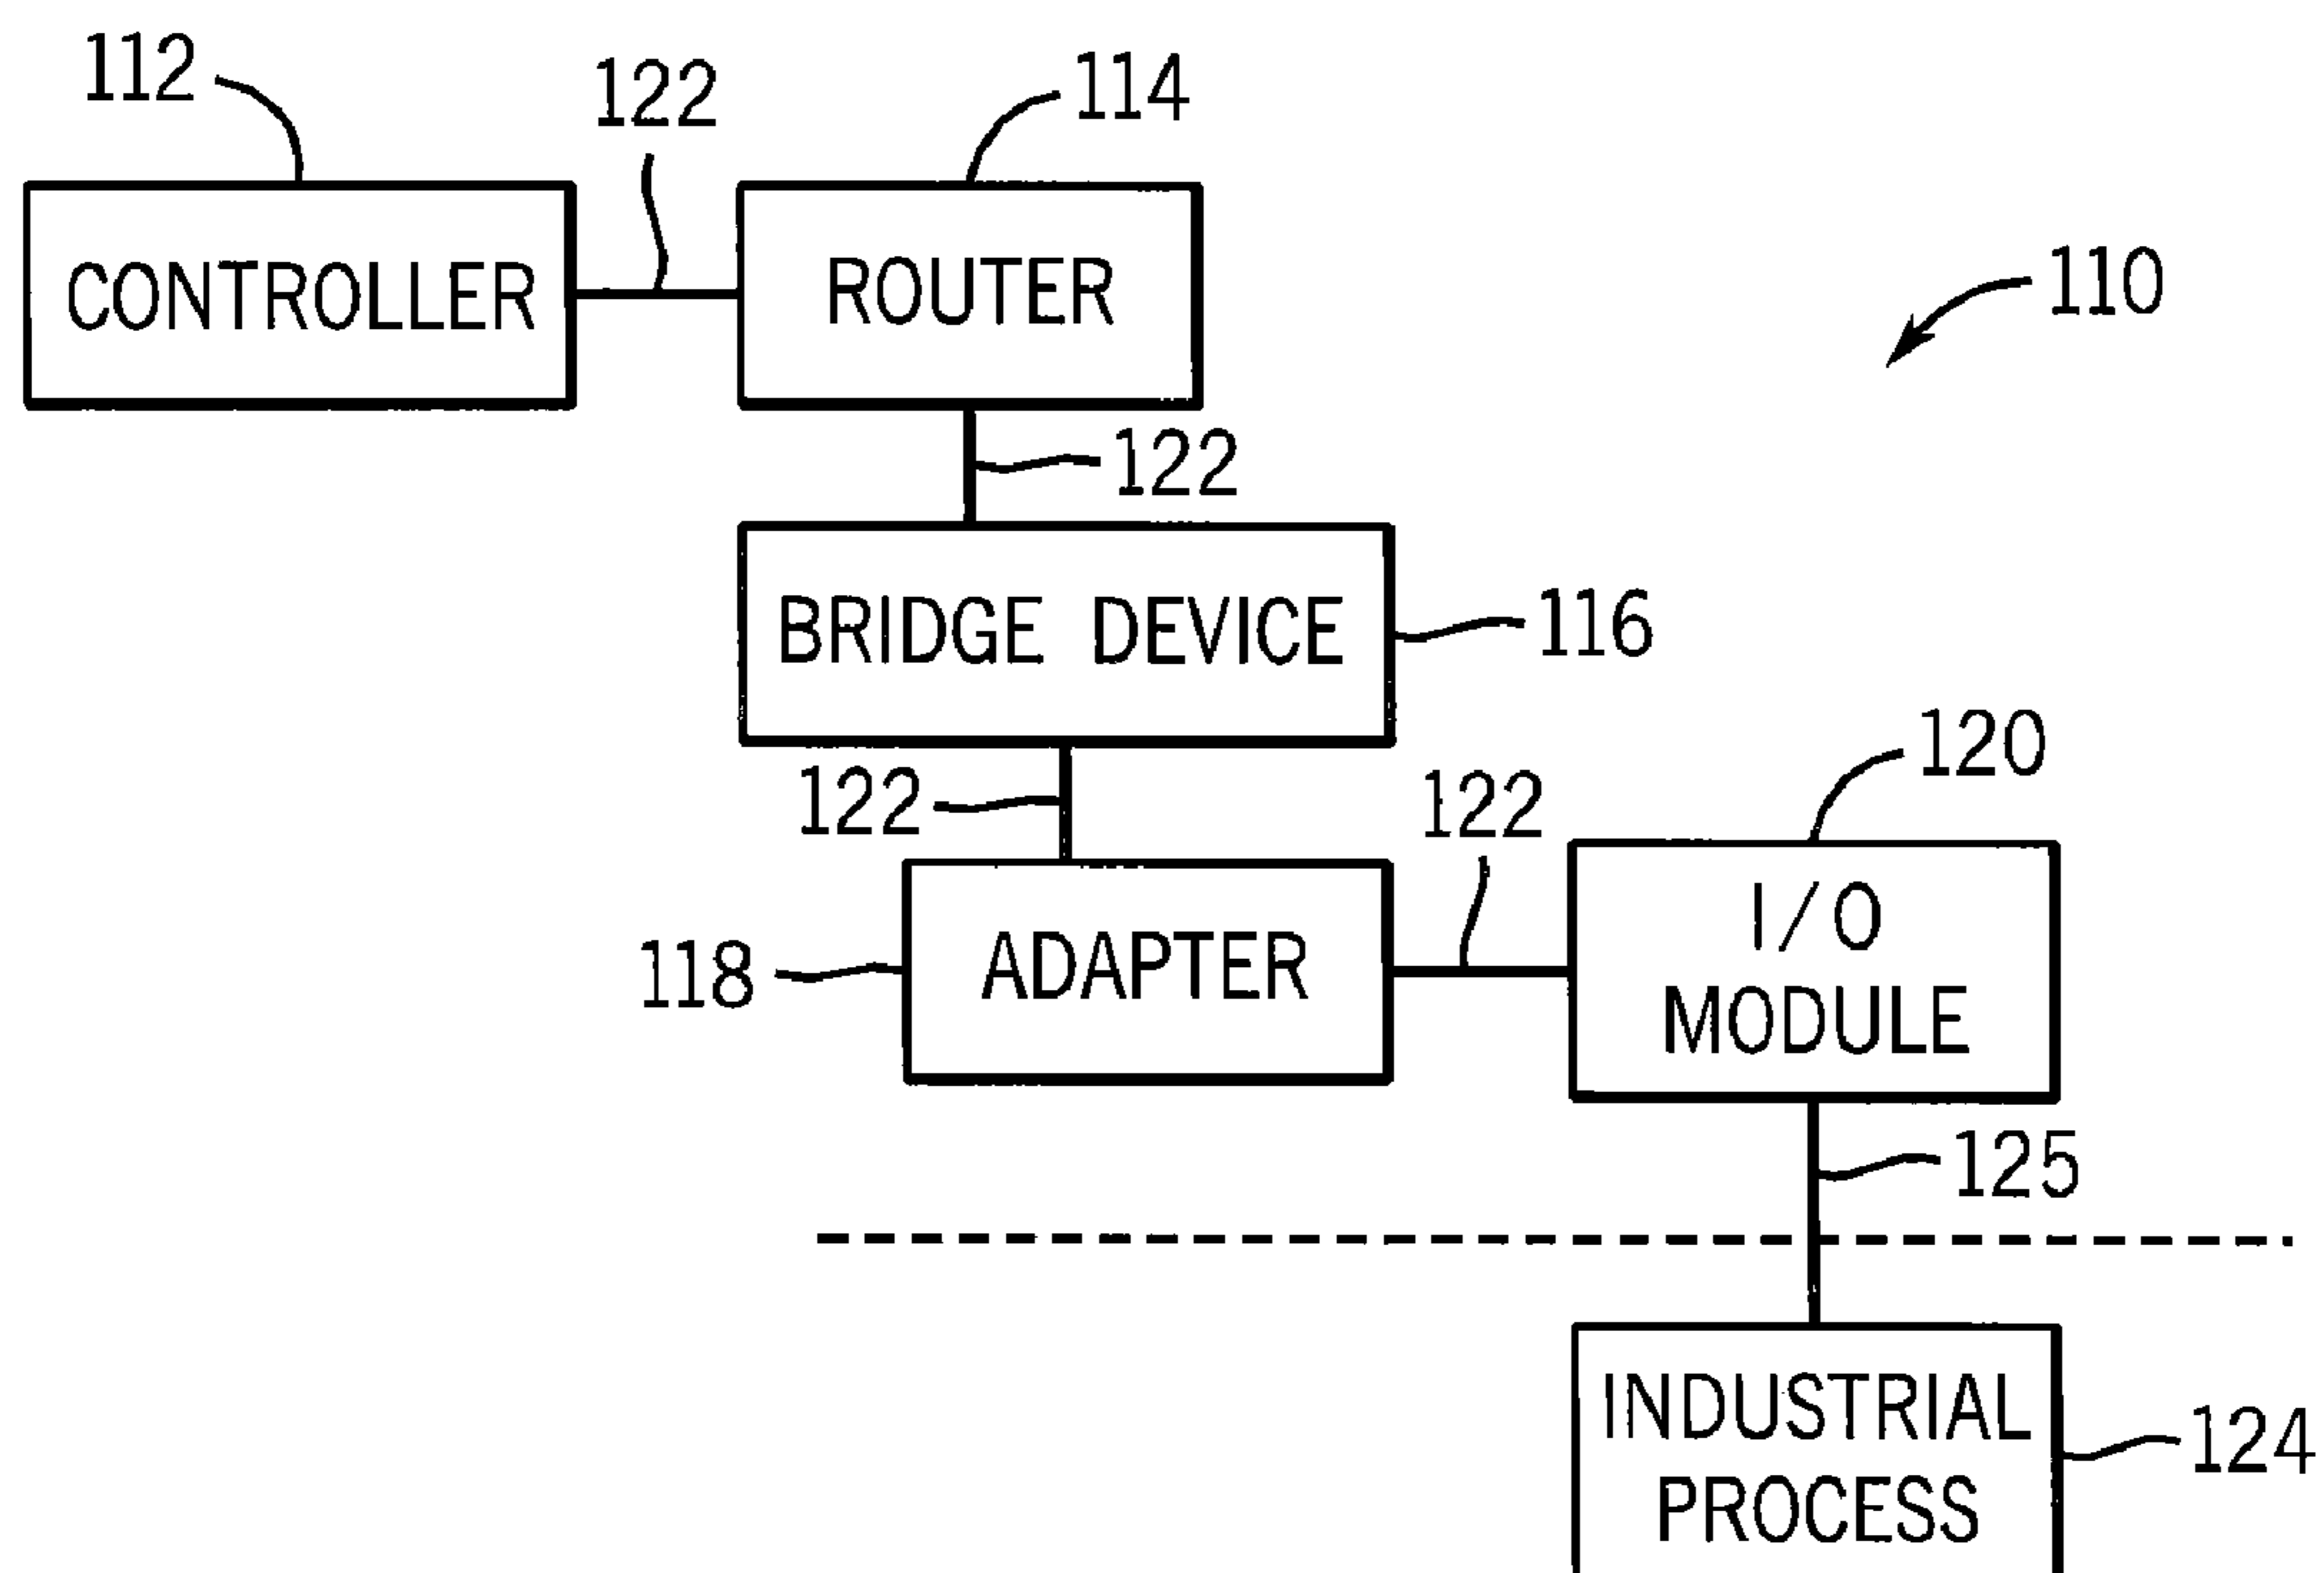 112
122
114
CONTROLLER
ROUTER
110
122
BRIDGE DEVICE
116
120
122
122
I/O
MODULE
118
ADAPTER
125
INDUSTRIAL
PROCESS
124